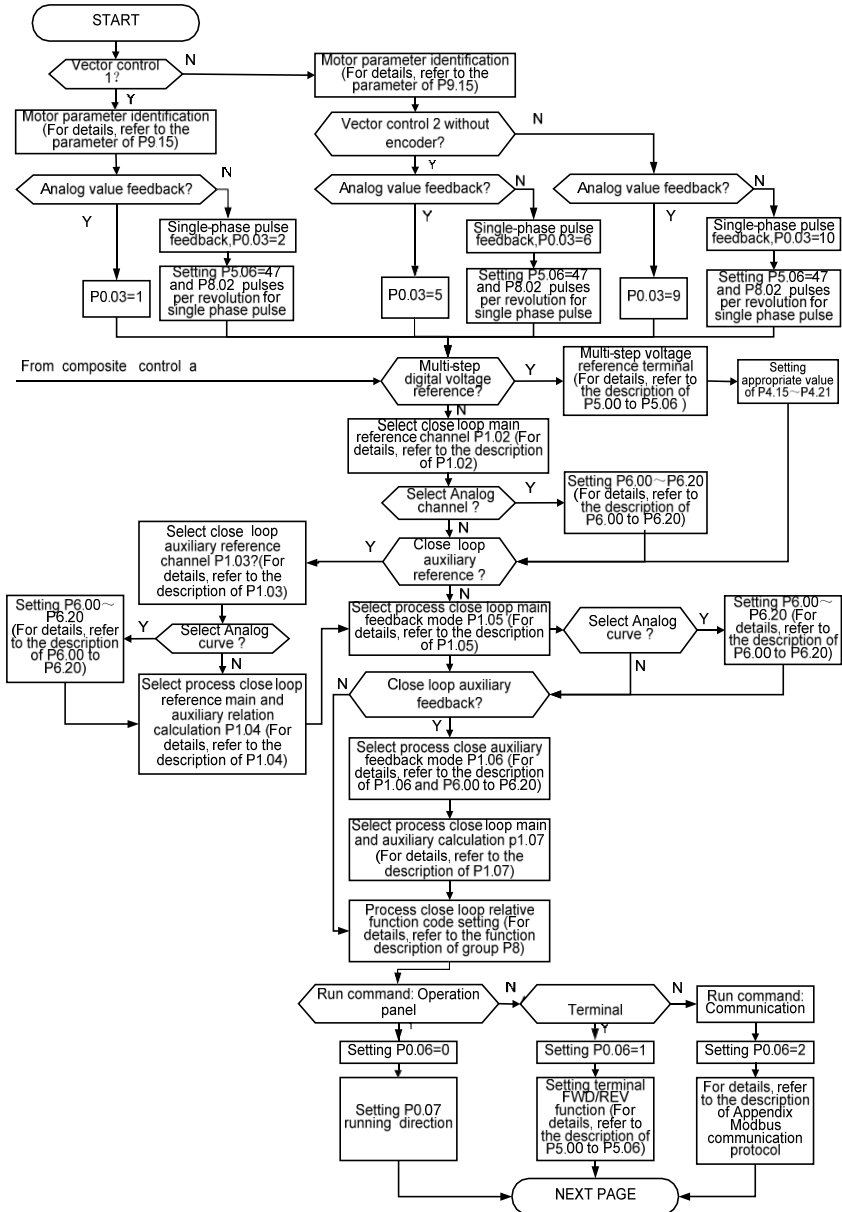 START
Vector control
1?
N
Y
Motor parameter identification
(For details, refer to the
parameter of P9.15)
Motor parameter identification
(For details, refer to the
parameter of P9.15)
Vector control 2 without
encoder?
N
Y
Analog value feedback?
N
Y
Single-phase pulse
feedback,P0.03=2
Setting P5.06=47
and P8.02 pulses
per revolution for
single phase pulse
P0.03=1
Analog value feedback?
N
Y
Single-phase pulse
feedback,P0.03=6
Setting P5.06=47
and P8.02 pulses
per revolution for
single phase pulse
P0.03=5
Analog value feedback?
N
Y
Single-phase pulse
feedback,P0.03=10
Setting P5.06=47
and P8.02 pulses
per revolution for
single phase pulse
P0.03=9
From composite control a
Multi-step
digital voltage
reference?
Y
N
Multi-step voltage
reference terminal
(For details, refer to
the description of
P5.00 to P5.06 )
Setting
appropriate value
of P4.15～P4.21
Select close loop main
reference channel P1.02 (For
details, refer to the description
of P1.02)
Select Analog
channel ?
Y
N
Setting P6.00～P6.20
(For details, refer to
the description of
P6.00 to P6.20)
Close loop
auxiliary
reference ?
Y
N
Select close loop
auxiliary reference
channel P1.03?(For
details, refer to the
description of P1.03)
Select Analog
curve ?
Y
N
Setting P6.00～
P6.20
(For details, refer
to the description
of P6.00 to
P6.20)
Select process close loop
reference main and
auxiliary relation
calculation P1.04 (For
details, refer to the
description of P1.04)
Select process close loop main
feedback mode P1.05 (For
details, refer to the description
of P1.05)
Select Analog
curve ?
Y
N
Setting P6.00～
P6.20 (For
details, refer to
the description of
P6.00 to P6.20)
Close loop auxiliary
feedback?
N
Y
Select process close auxiliary
feedback mode P1.06 (For
details, refer to the description
of P1.06 and P6.00 to P6.20)
Select process close loop main
and auxiliary calculation p1.07
(For details, refer to the
description of P1.07)
Process close loop relative
function code setting (For
details, refer to the function
description of group P8)
Run command: Operation
panel
N
Y
Terminal
N
Y
Run command:
Communication
Setting P0.06=0
Setting P0.06=1
Setting P0.06=2
Setting P0.07
running direction
Setting terminal
FWD/REV
function (For
details, refer to
the description of
P5.00 to P5.06)
For details, refer
to the description
of Appendix
Modbus
communication
protocol
NEXT PAGE